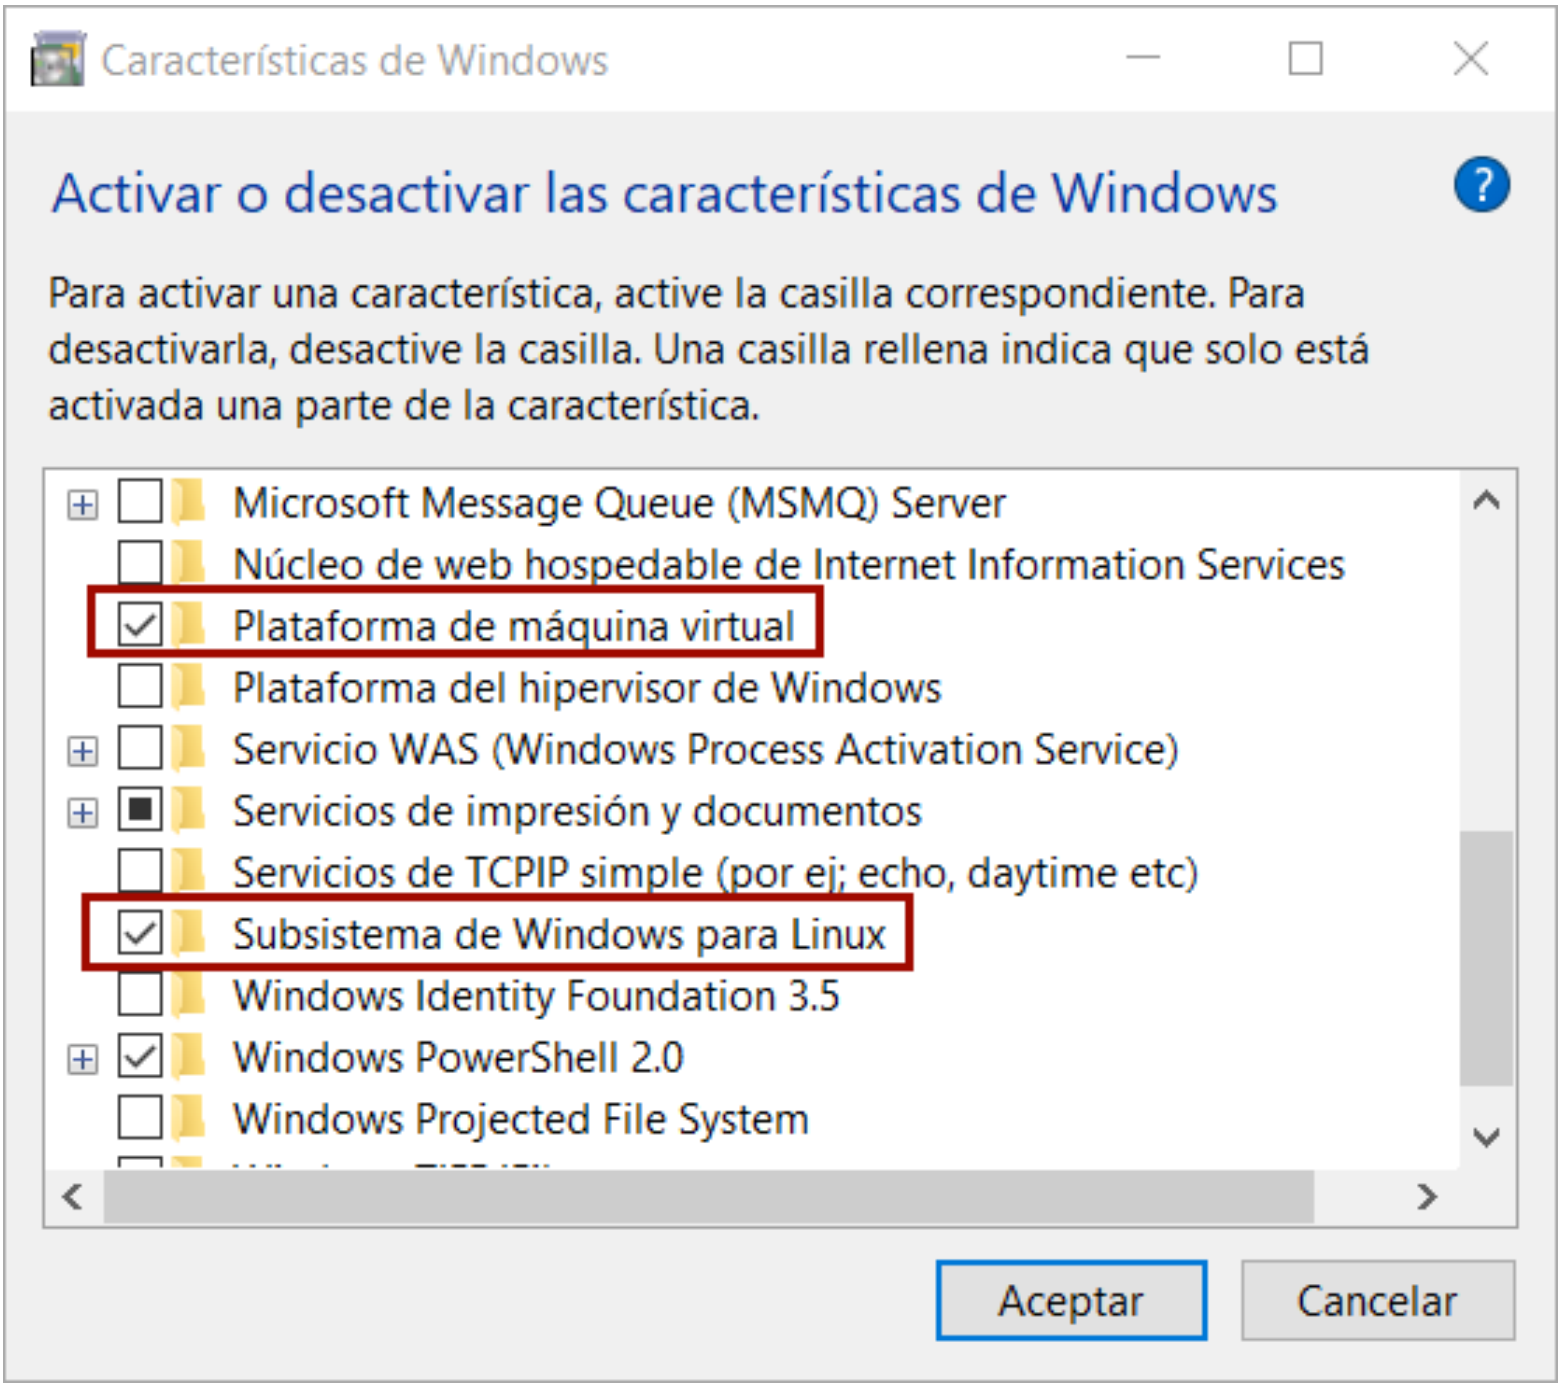 Características de Windows
Activar o desactivar las características de Windows
?
Para activar una característica, active la casilla correspondiente. Para
desactivarla, desactive la casilla. Una casilla rellena indica que solo está
activada una parte de la característica.
Microsoft Message Queue (MSMQ) Server
Núcleo de web hospedable de Internet Information Services
Plataforma de máquina virtual
Plataforma del hipervisor de Windows
Servicio WAS (Windows Process Activation Service)
Servicios de impresión y documentos
Servicios de TCPIP simple (por ej; echo, daytime etc)
Subsistema de Windows para Linux
Windows Identity Foundation 3.5
Windows PowerShell 2.0
Windows Projected File System
Aceptar
Cancelar